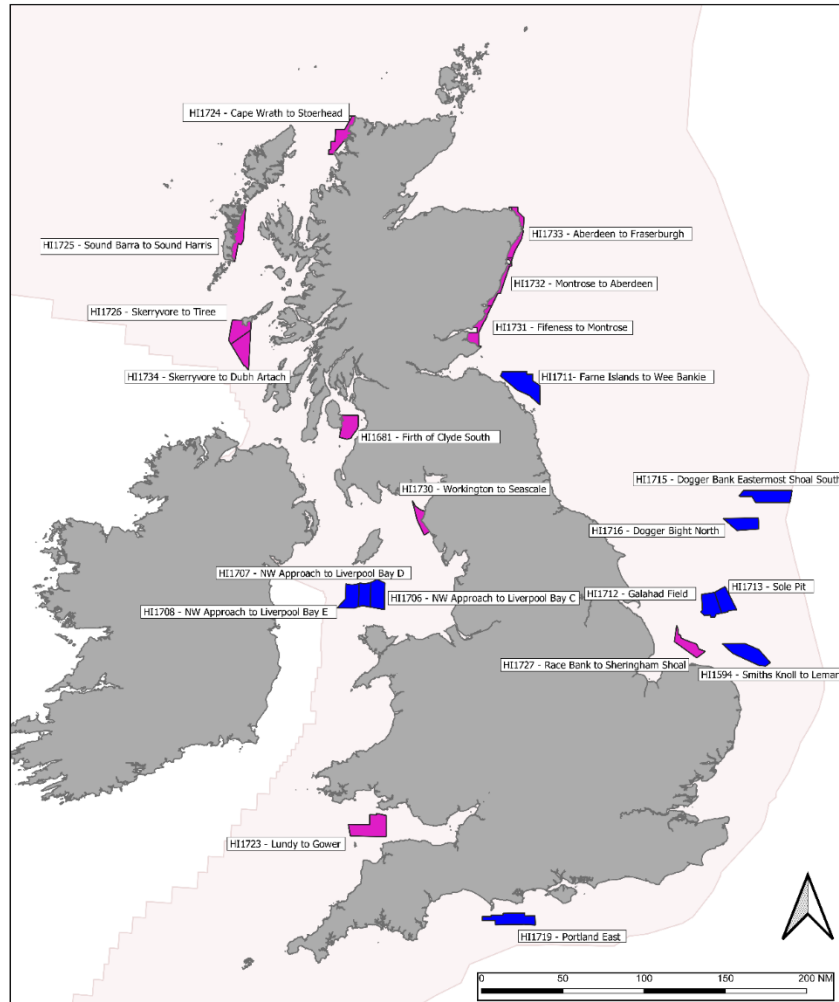 HI1724 - Cape Wrath to Stoerhead
HI1733 - Aberdeen to Fraserburgh
HI1725 - Sound Barra to Sound Harris
HI1732 - Montrose to Aberdeen
HI1726 - Skerryvore to Tiree
HI1731 - Fifeness to Montrose
HI1734 - Skerryvore to Dubh Artach
HI1711- Farne Islands to Wee Bankie
HI1681 - Firth of Clyde South
HI1715 - Dogger Bank Easternmost Shoal South
HI1730 - Workington to Seascale
HI1716 - Dogger Bight North
HI1707 - NW Approach to Liverpool Bay D
HI1713 - Sole Pit
HI1712 - Galahad Field
HI1706 - NW Approach to Liverpool Bay C
HI1708 - NW Approach to Liverpool Bay E
HI1727 - Race Bank to Sheringham Shoal
HI1594 - Smiths Knoll to Leman
HI1723 - Lundy to Gower
HI1719 - Portland East
0 50 100 150 200 NM